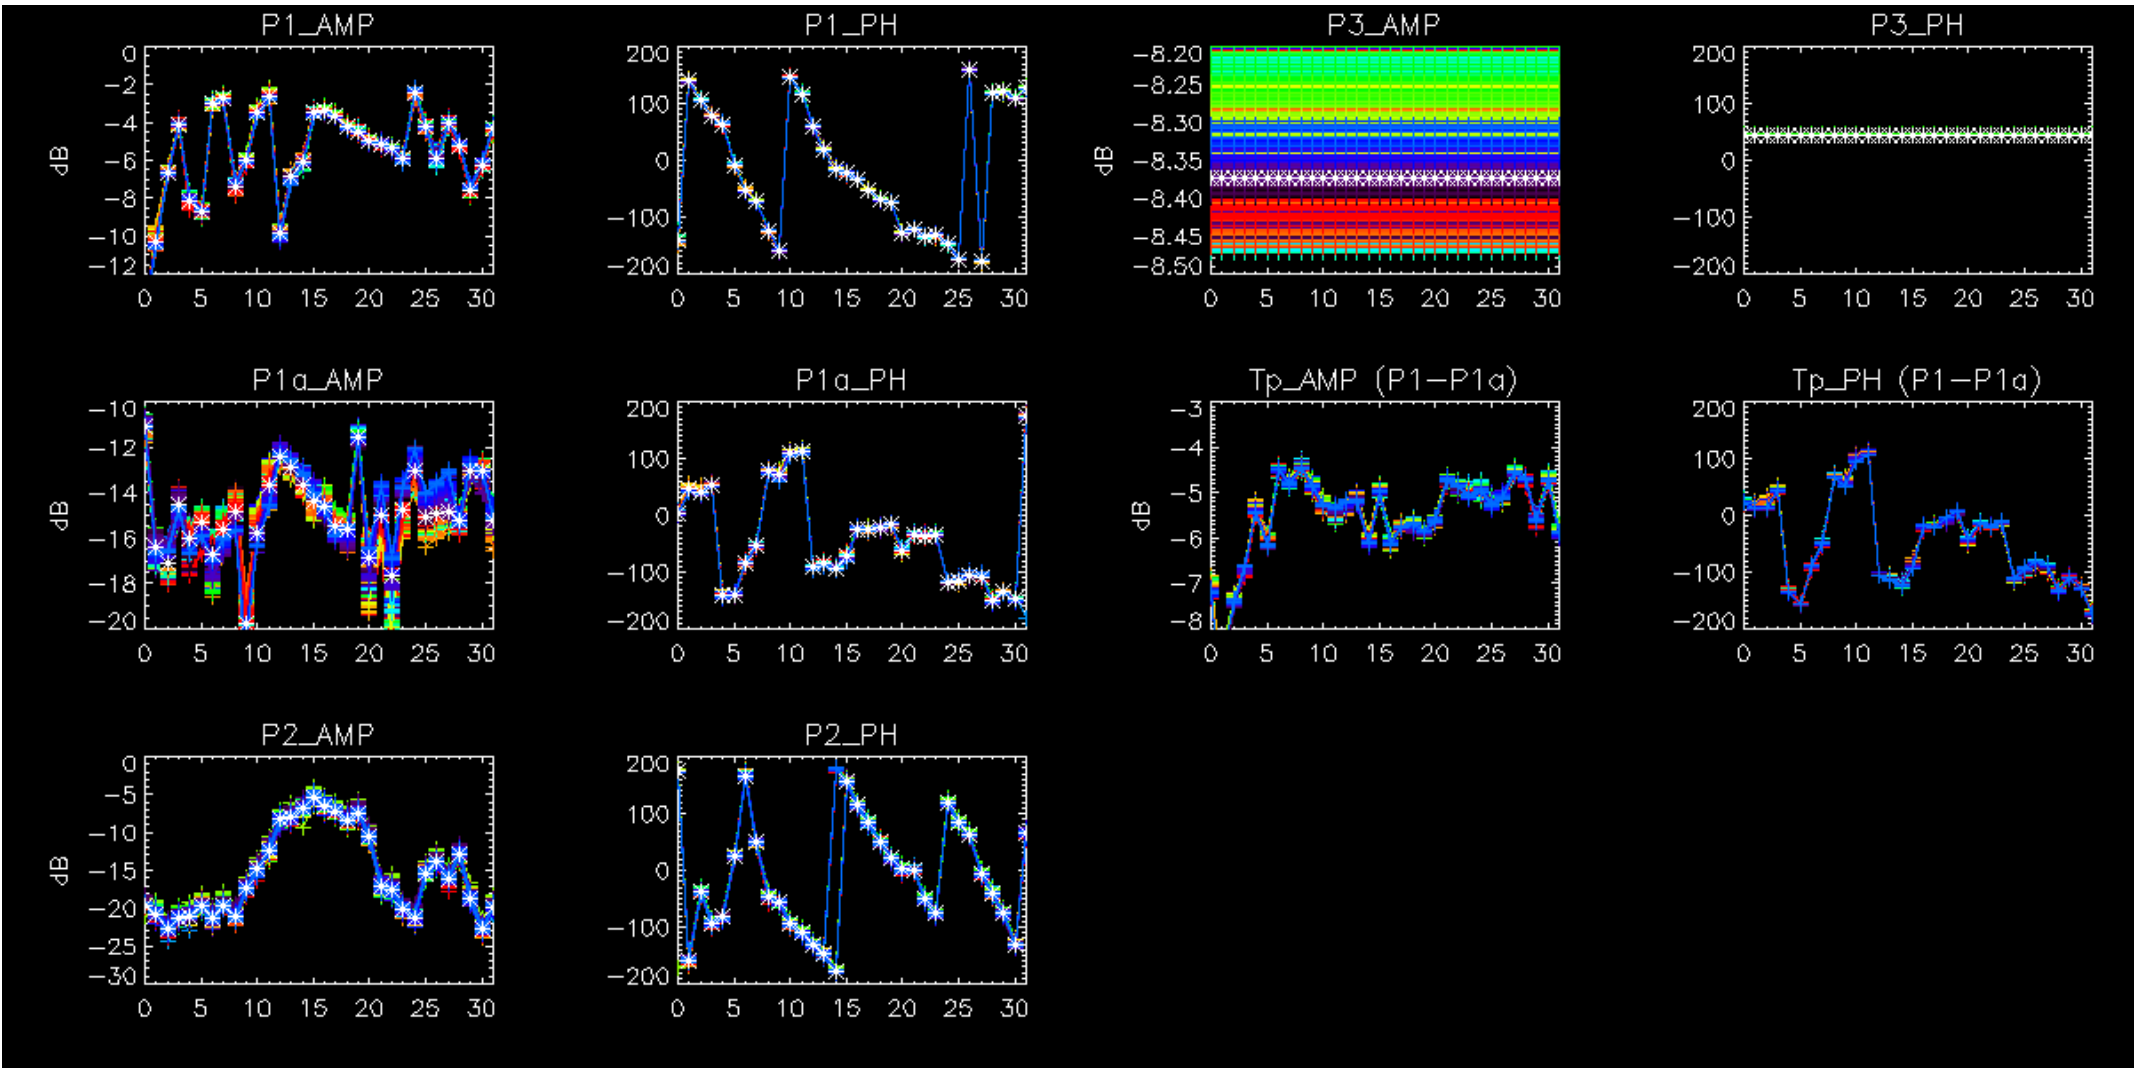 P1_AMP P1_PH P3_AMP P3_PH
0 200 -8.20 200
-2 -8.25
100 100
-4 -8.30
dB -6 0 dB -8.35 0
-8 -8.40
-100 -100
-10 -8.45
-12 -200 -8.50 -200
0 5 10 15 20 25 30 0 5 10 15 20 25 30 0 5 10 15 20 25 30 0 5 10 15 20 25 30
P1a_AMP P1a_PH Tp_AMP (P1-P1a) Tp_PH (P1-P1a)
-10 200 -3 200
-12 100 -4 100
dB -14 0 dB -5 0
-16 -6
-18 -100 -7 -100
-20 -200 -8 -200
0 5 10 15 20 25 30 0 5 10 15 20 25 30 0 5 10 15 20 25 30 0 5 10 15 20 25 30
P2_AMP P2_PH
0 200
-5 100
-10
dB -15 0
-20 -100
-25
-30 -200
0 5 10 15 20 25 30 0 5 10 15 20 25 30